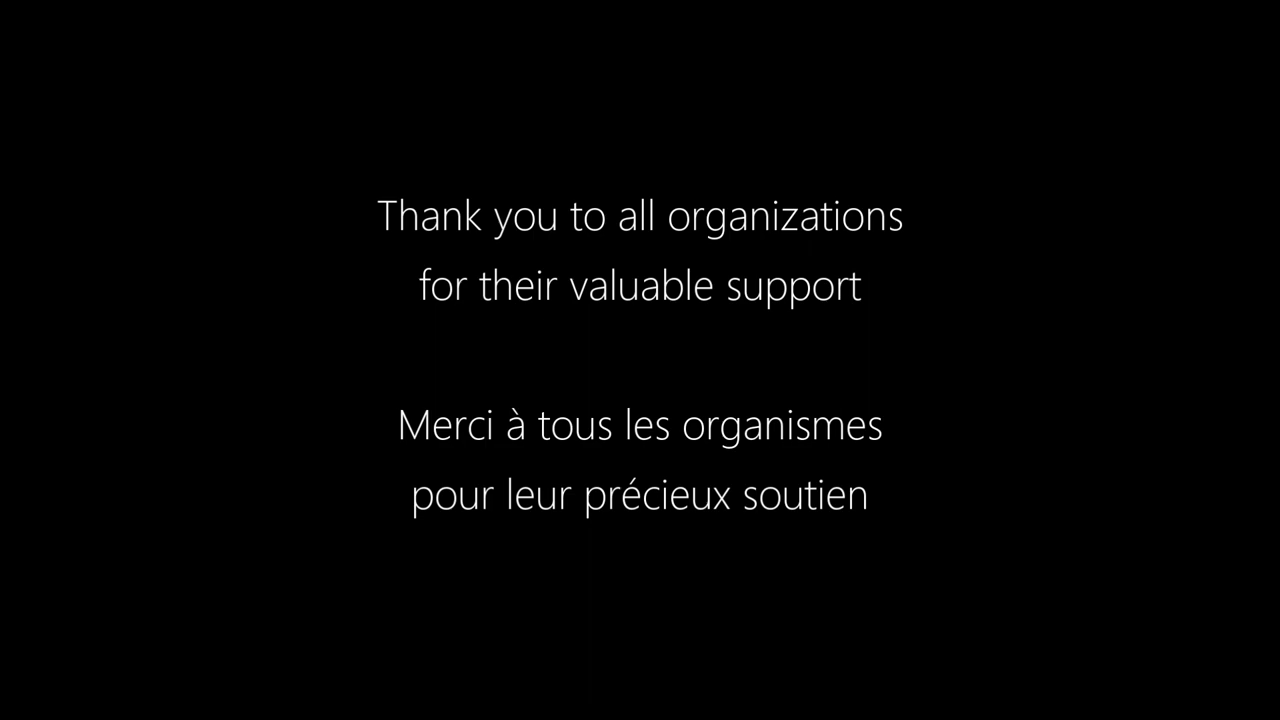 Thank you to all organizations
for their valuable support
Merci à tous les organismes
pour leur précieux soutien